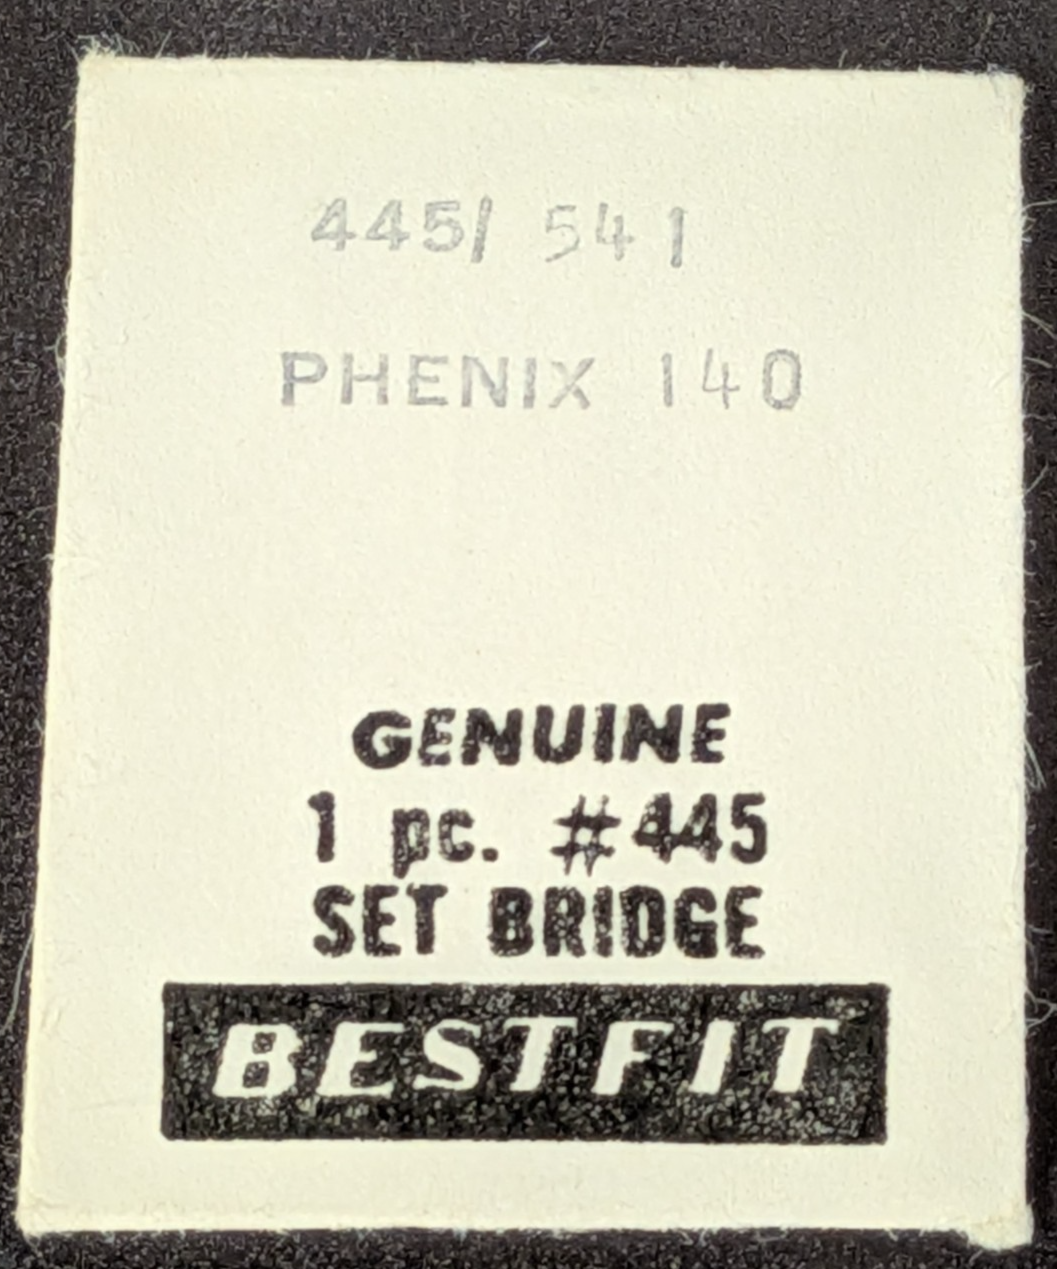 445/ 541
PHENIX 140
GENUINE
1 pc. #445
SET BRIDGE
BESTFIT